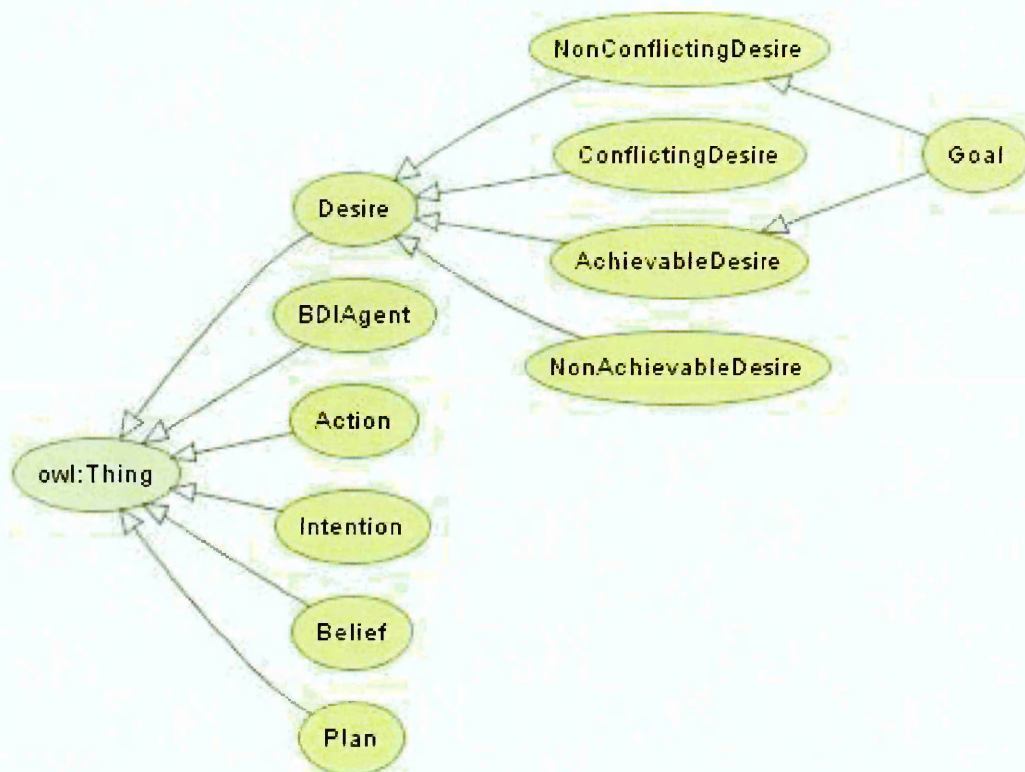 NonConflictingDesire
ConflictingDesire
Goal
Desire
AchievableDesire
BDIAgent
NonAchievableDesire
Action
owl:Thing
Intention
Belief
Plan